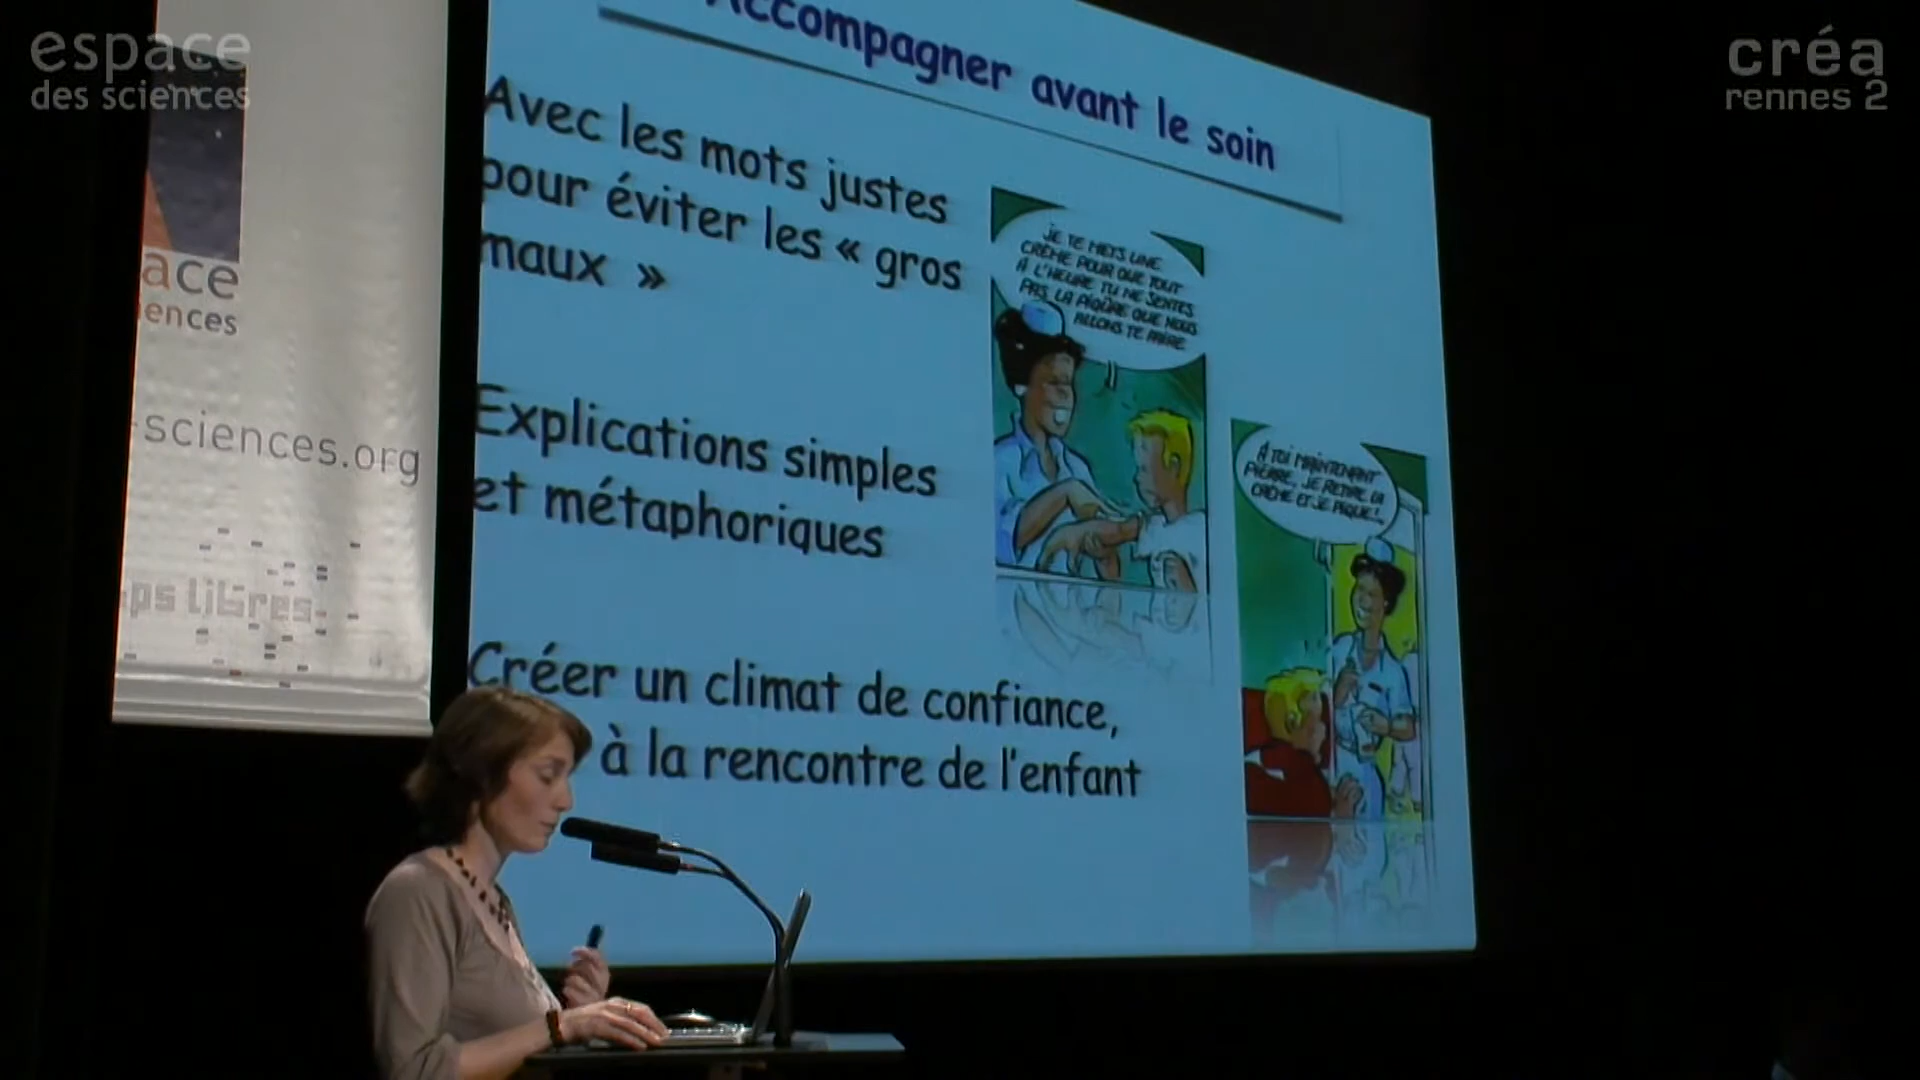 espace
des sciences
créa
rennes 2
ace
iences
-sciences.org
ps libres
Accompagner avant le soin
Avec les mots justes
pour éviter les « gros
maux »
Explications simples
et métaphoriques
Créer un climat de confiance,
à la rencontre de l'enfant
JE TE METS UNE
CRÈME POUR QUE TOUT
À L'HEURE TU NE SENTES
PAS LA PIQÛRE QUE NOUS
ALLONS TE FAIRE
À TOI MAINTENANT
PIERRE, JE RETIRE LA
CRÈME ET JE PIQUE!